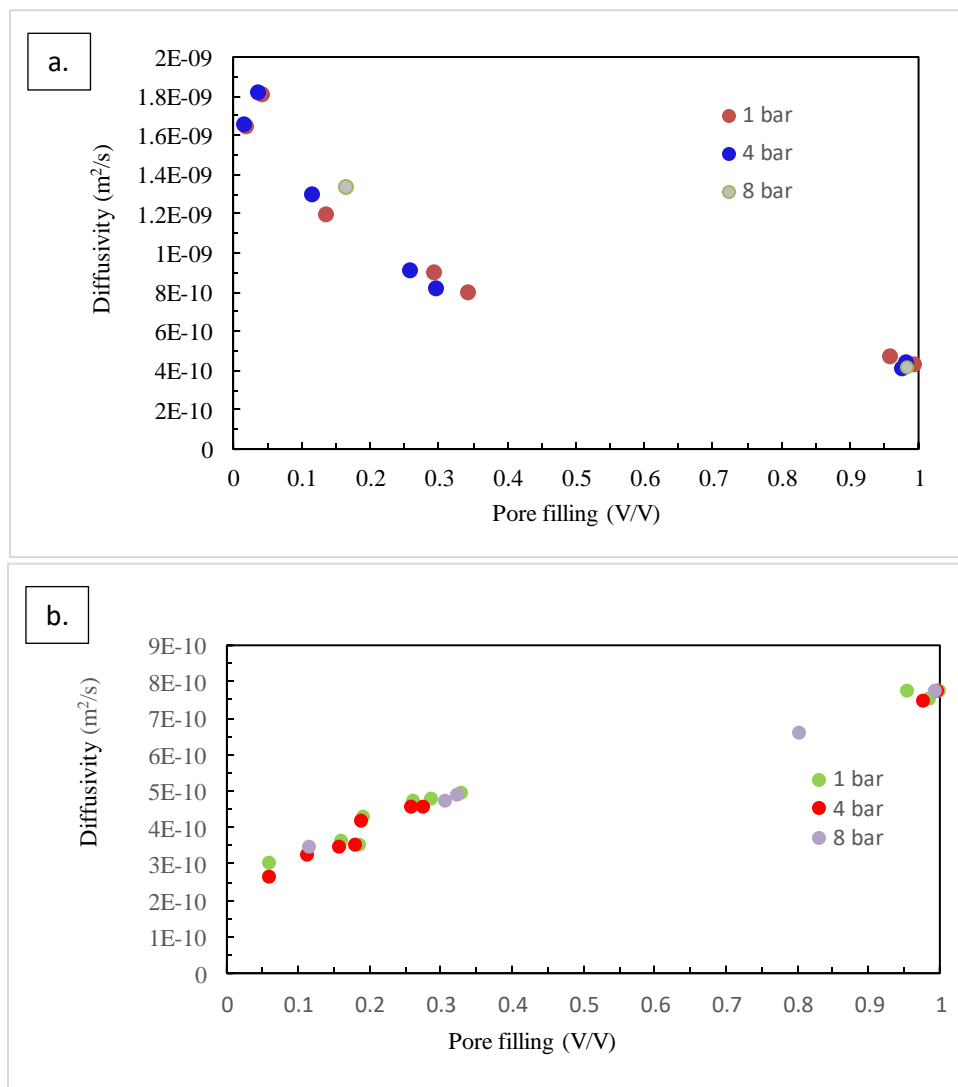 a.
2E-09
1.8E-09
1.6E-09
1.4E-09
1.2E-09
1E-09
8E-10
6E-10
4E-10
2E-10
0
Diffusivity (m²/s)
1 bar
4 bar
8 bar
0 0.1 0.2 0.3 0.4 0.5 0.6 0.7 0.8 0.9 1
Pore filling (V/V)
b.
9E-10
8E-10
7E-10
6E-10
5E-10
4E-10
3E-10
2E-10
1E-10
0
Diffusivity (m²/s)
1 bar
4 bar
8 bar
0 0.1 0.2 0.3 0.4 0.5 0.6 0.7 0.8 0.9 1
Pore filling (V/V)